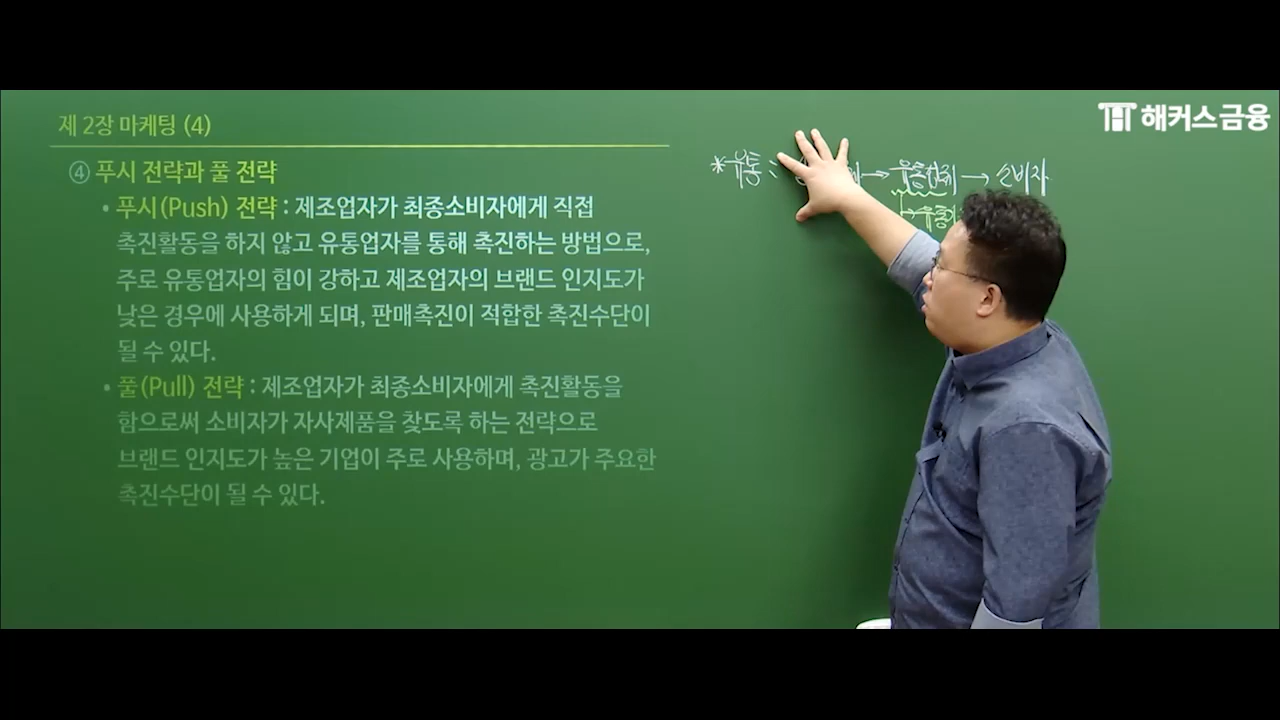 제 2장 마케팅 (4)
④ 푸시 전략과 풀 전략
• 푸시(Push) 전략 : 제조업자가 최종소비자에게 직접
촉진활동을 하지 않고 유통업자를 통해 촉진하는 방법으로,
주로 유통업자의 힘이 강하고 제조업자의 브랜드 인지도가
낮은 경우에 사용하게 되며, 판매촉진이 적합한 촉진수단이
될 수 있다.
• 풀(Pull) 전략 : 제조업자가 최종소비자에게 촉진활동을
함으로써 소비자가 자사제품을 찾도록 하는 전략으로
브랜드 인지도가 높은 기업이 주로 사용하며, 광고가 주요한
촉진수단이 될 수 있다.
해커스금융
*유통: → → 소비자